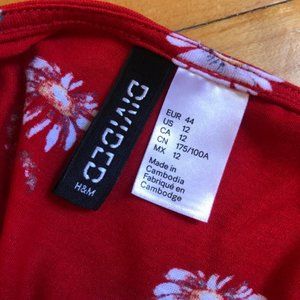 DIVIDED
H&M
EUR 44
US 12
CA 12
CN 175/100A
MX 12
Made in
Cambodia
Fabriqué en
Cambodge